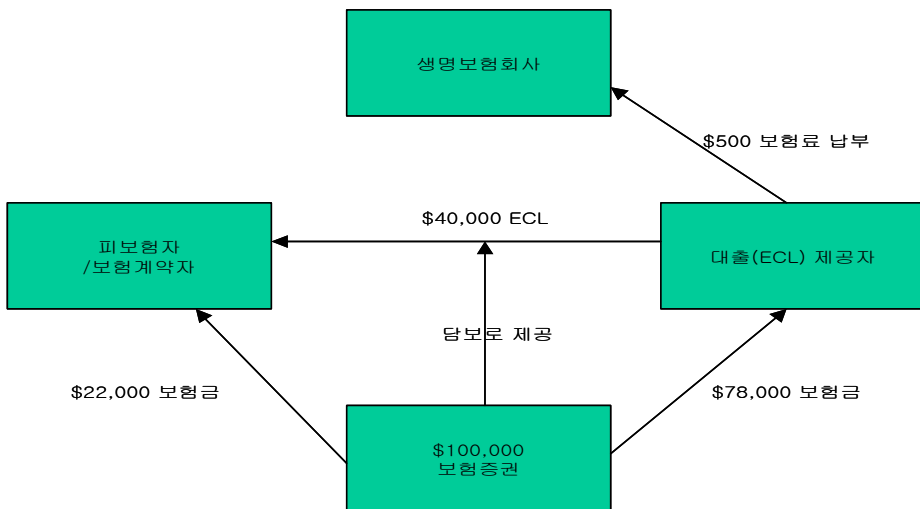 생명보험회사
$500 보험료 납부
$40,000 ECL
피보험자
/보험계약자
대출(ECL) 제공자
담보로 제공
$22,000 보험금
$78,000 보험금
$100,000
보험증권